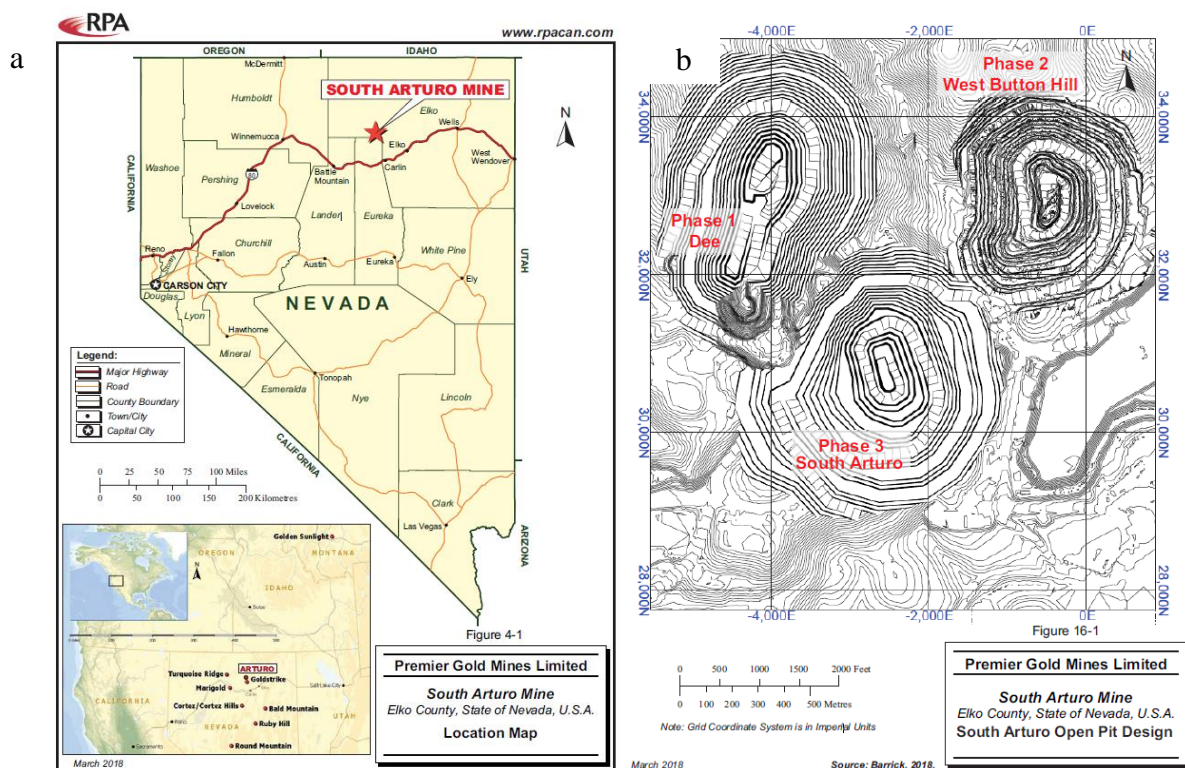 a
RPA
www.rpacan.com
OREGON
IDAHO
McDermitt
Humboldt
SOUTH ARTURO MINE
Elko
N
Winnemucca
Wells
Elko
West
Wendover
Carlin
Battle
Mountain
CALIFORNIA
Washoe
Pershing
80
Lovelock
Lander
Eureka
Churchill
White Pine
UTAH
Reno
Fallon
Austin
Eureka
Ely
Storey
CARSON CITY
Douglas
NEVADA
Lyon
Hawthorne
Mineral
Tonopah
Esmeralda
Nye
Lincoln
CALIFORNIA
Clark
Las Vegas
ARIZONA
Legend:
Major Highway
Road
County Boundary
Town/City
Capital City
0 25 50 75 100 Miles
0 50 100 150 200 Kilometres
Golden Sunlight
OREGON
MONTANA
N
IDAHO
Boise
ARTURO
Turquoise Ridge
Goldstrike
Marigold
Elko
Salt Lake City
CALIFORNIA
Cortez/Cortez Hills
Bald Mountain
UTAH
Reno
NEVADA
Ruby Hill
Sacramento
Round Mountain
Figure 4-1
Premier Gold Mines Limited
South Arturo Mine
Elko County, State of Nevada, U.S.A.
Location Map
March 2018
b
-4,000E
-2,000E
0E
Phase 2
West Button Hill
N
34,000N
34,000N
Phase 1
Dee
32,000N
32,000N
30,000N
30,000N
Phase 3
South Arturo
28,000N
28,000N
-4,000E
-2,000E
0E
Figure 16-1
0 500 1000 1500 2000 Feet
0 100 200 300 400 500 Metres
Note: Grid Coordinate System is in Imperial Units
Premier Gold Mines Limited
South Arturo Mine
Elko County, State of Nevada, U.S.A.
South Arturo Open Pit Design
March 2018
Source: Barrick, 2018.